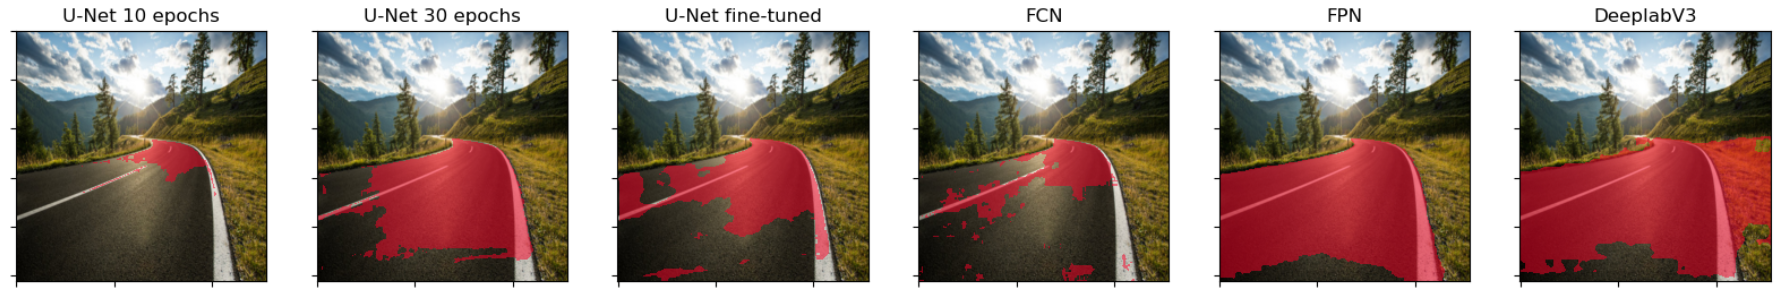 U-Net 10 epochs
U-Net 30 epochs
U-Net fine-tuned
FCN
FPN
DeeplabV3